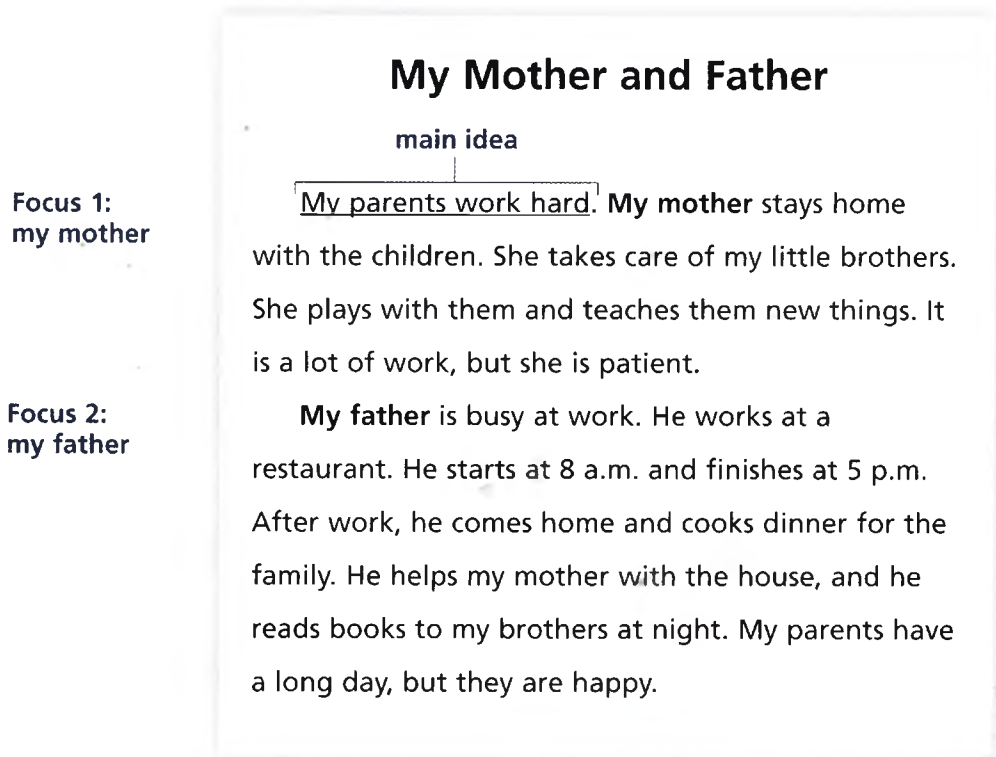 My Mother and Father
main idea
Focus 1:
my mother
My parents work hard. My mother stays home
with the children. She takes care of my little brothers.
She plays with them and teaches them new things. It
is a lot of work, but she is patient.
Focus 2:
my father
My father is busy at work. He works at a
restaurant. He starts at 8 a.m. and finishes at 5 p.m.
After work, he comes home and cooks dinner for the
family. He helps my mother with the house, and he
reads books to my brothers at night. My parents have
a long day, but they are happy.